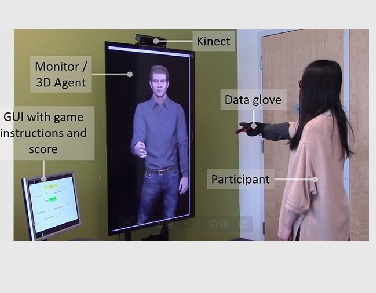 Kinect
Monitor /
3D Agent
Data glove
GUI with game
instructions and
score
Participant